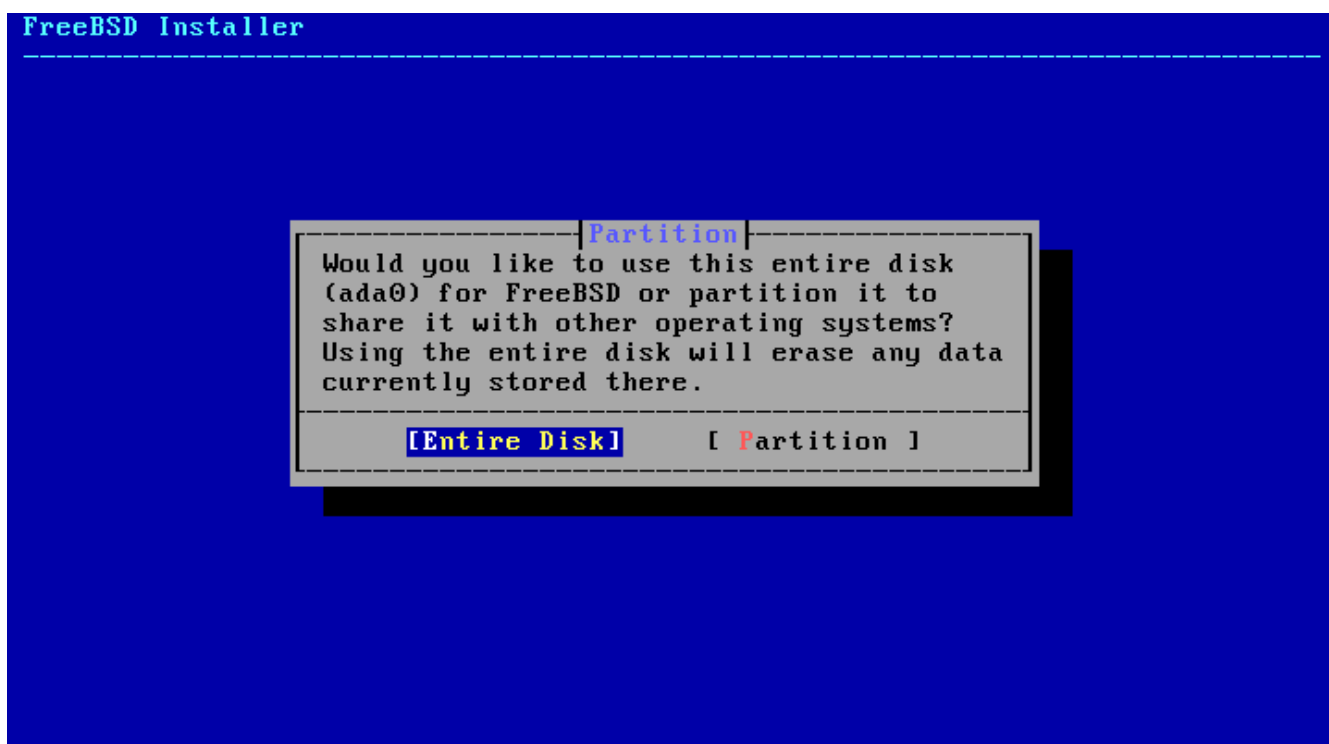 FreeBSD Installer
Partition
Would you like to use this entire disk
(ada0) for FreeBSD or partition it to
share it with other operating systems?
Using the entire disk will erase any data
currently stored there.
[Entire Disk] [ Partition ]